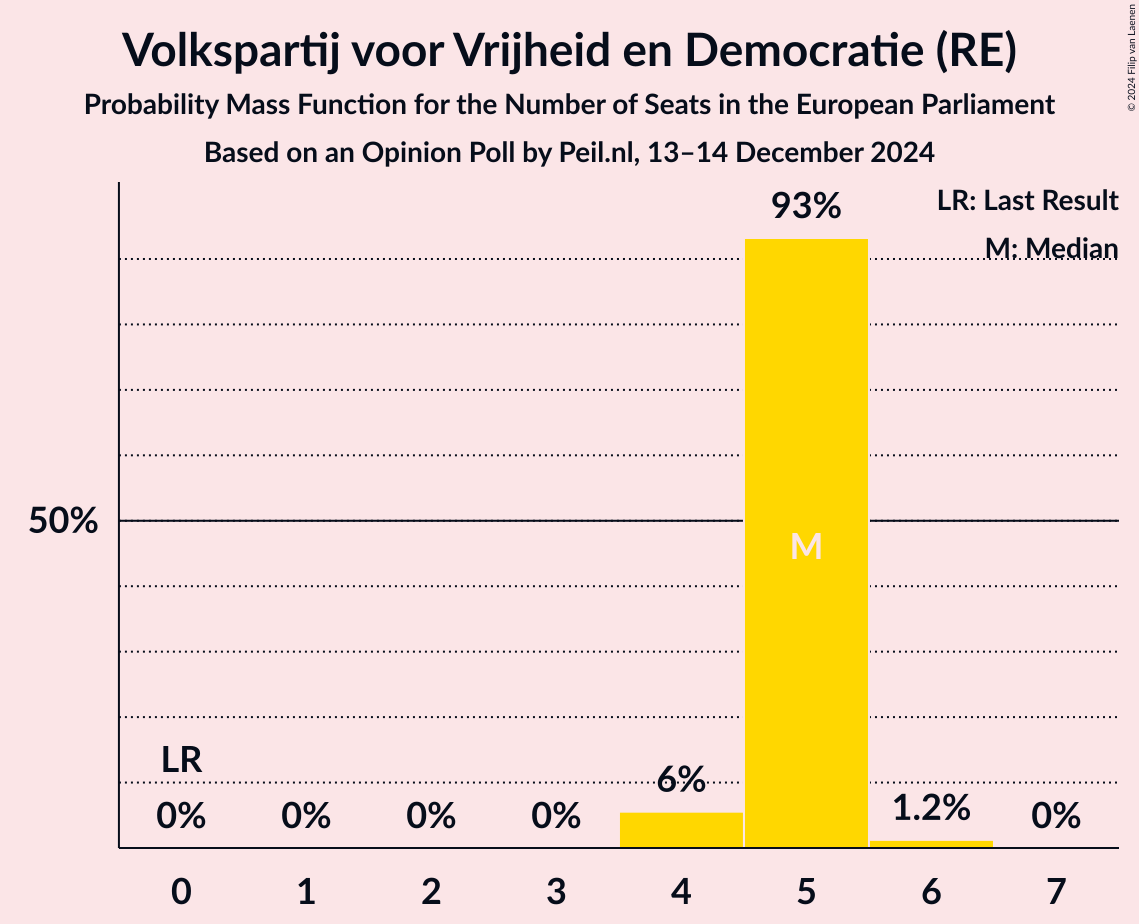 Volkspartij voor Vrijheid en Democratie (RE)
Probability Mass Function for the Number of Seats in the European Parliament
Based on an Opinion Poll by Peil.nl, 13–14 December 2024
© 2024 Filip van Laenen
LR: Last Result
M: Median
93%
50%
M
LR
0%
0%
0%
0%
6%
1.2%
0%
0
1
2
3
4
5
6
7